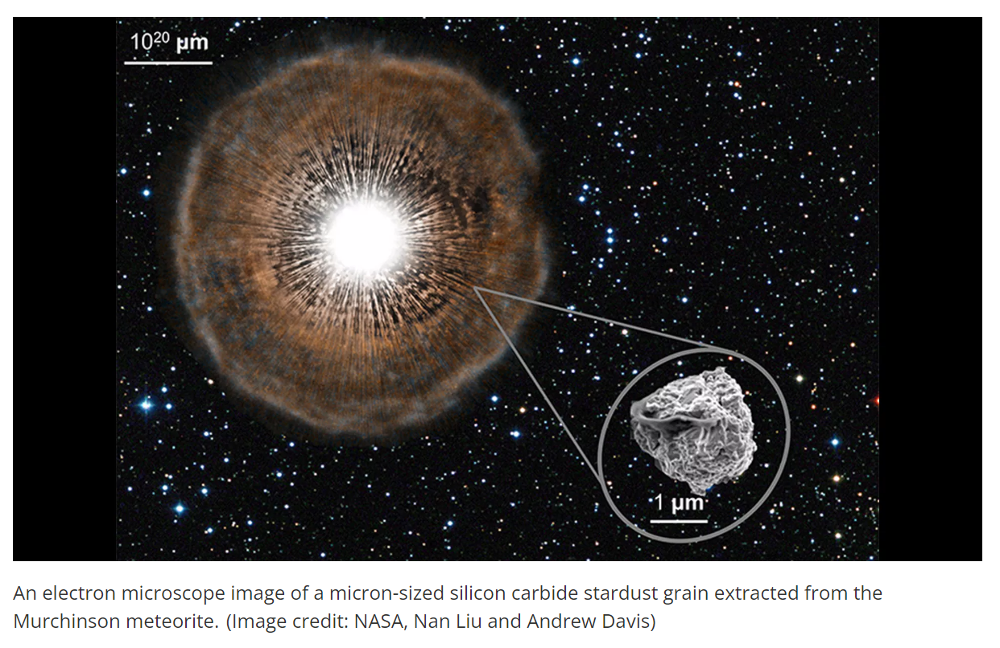 10²⁰ µm
1 µm
An electron microscope image of a micron-sized silicon carbide stardust grain extracted from the
Murchinson meteorite. (Image credit: NASA, Nan Liu and Andrew Davis)